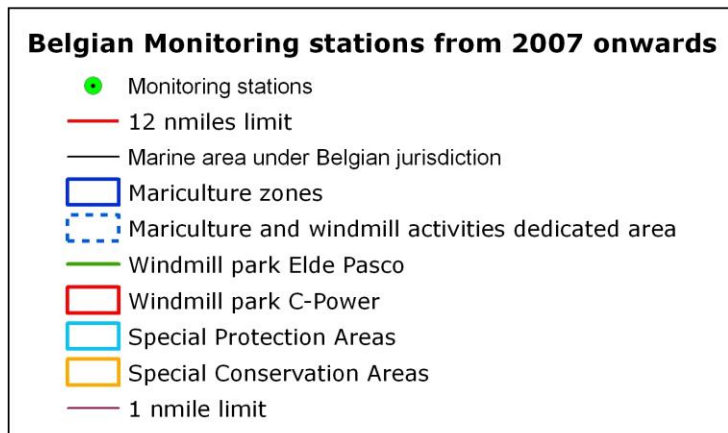 Belgian Monitoring stations from 2007 onwards
Monitoring stations
12 nmiles limit
Marine area under Belgian jurisdiction
Mariculture zones
Mariculture and windmill activities dedicated area
Windmill park Elde Pasco
Windmill park C-Power
Special Protection Areas
Special Conservation Areas
1 nmile limit